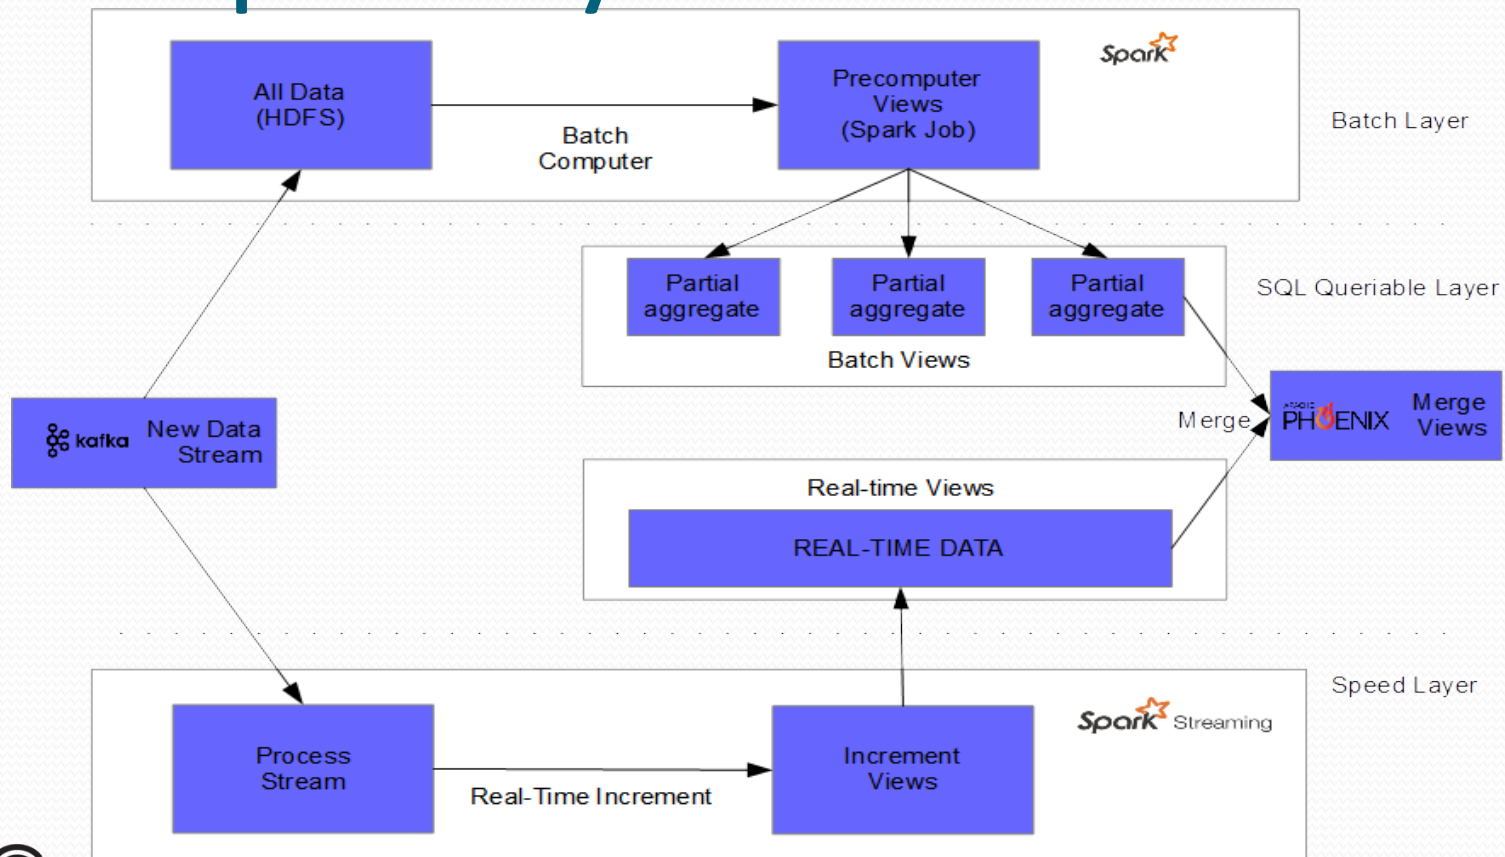 Spark
All Data
(HDFS)
Precomputer
Views
(Spark Job)
Batch
Computer
Batch Layer
Partial
aggregate
Partial
aggregate
Partial
aggregate
SQL Queriable Layer
Batch Views
kafka
New Data
Stream
Merge
APACHE
PHOENIX
Merge
Views
Real-time Views
REAL-TIME DATA
Speed Layer
Spark Streaming
Process
Stream
Real-Time Increment
Increment
Views